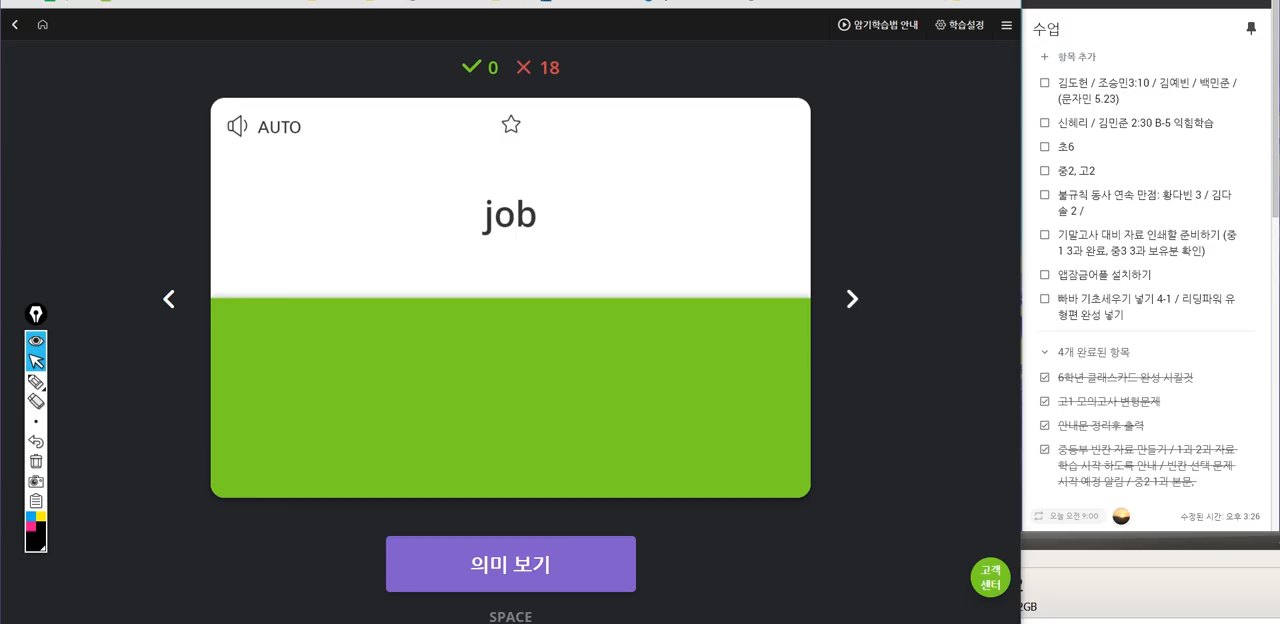 암기학습법 안내
학습설정
0
18
AUTO
job
의미 보기
SPACE
고객
센터
수업
항목 추가
김도헌 / 조승민3:10 / 김예빈 / 백민준 /
(문자민 5.23)
신혜리 / 김민준 2:30 B-5 익힘학습
초6
중2, 고2
불규칙 동사 연속 만점: 황다빈 3 / 김다
솔 2 /
기말고사 대비 자료 인쇄할 준비하기 (중
1 3과 완료, 중3 3과 보유분 확인)
앱잠금어플 설치하기
빠바 기초세우기 넣기 4-1 / 리딩파워 유
형편 완성 넣기
4개 완료된 항목
6학년 클래스카드 완성 시킬것
고1 모의고사 변형문제
안내문 정리후 출력
중등부 빈칸 자료 만들기 / 1과 2과 자료
학습 시작 하도록 안내 / 빈칸 선택 문제
시작 예정 알림 / 중2 1과 본문,
오늘 오전 9:00
수정된 시간: 오후 3:26
2GB